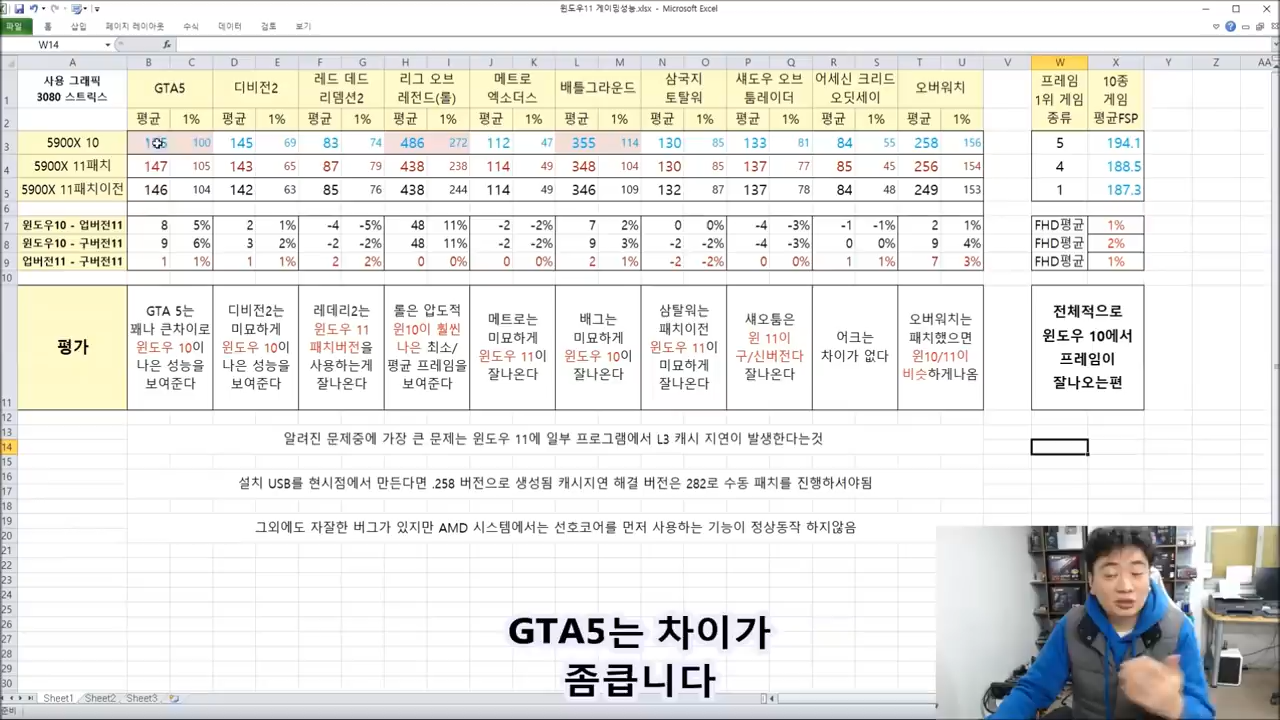 윈도우11 게이밍성능.xlsx - Microsoft Excel
파일 홈 삽입 페이지 레이아웃 수식 데이터 검토 보기
W14 fx
A B C D E F G H I J K L M N O P Q R S T U V W X Y Z AA
사용 그래픽
3080 스트릭스
GTA5 디비전2 레드 데드 리뎀션2 리그 오브 레전드(롤) 메트로 엑소더스 배틀그라운드 삼국지 토탈워 섀도우 오브 툼레이더 어세신 크리드 오딧세이 오버워치 프레임 1위 게임 종류 10종 게임 평균FSP
평균 1% 평균 1% 평균 1% 평균 1% 평균 1% 평균 1% 평균 1% 평균 1% 평균 1% 평균 1%
5900X 10 100 145 69 83 74 486 272 112 47 355 114 130 85 133 81 84 55 258 156 5 194.1
5900X 11패치 147 105 143 65 87 79 438 238 114 49 348 104 130 85 137 77 85 45 256 154 4 188.5
5900X 11패치이전 146 104 142 63 85 76 438 244 114 49 346 109 132 87 137 78 84 48 249 153 1 187.3
윈도우10 - 업버전11 8 5% 2 1% -4 -5% 48 11% -2 -2% 7 2% 0 0% -4 -3% -1 -1% 2 1% FHD평균 1%
윈도우10 - 구버전11 9 6% 3 2% -2 -2% 48 11% -2 -2% 9 3% -2 -2% -4 -3% 0 0% 9 4% FHD평균 2%
업버전11 - 구버전11 1 1% 1 1% 2 2% 0 0% 0 0% 2 1% -2 -2% 0 0% 1 1% 7 3% FHD평균 1%
평가
GTA 5는
꽤나 큰차이로
윈도우 10이
나은 성능을
보여준다
디비전2는
미묘하게
윈도우 10이
나은 성능을
보여준다
레데리2는
윈도우 11
패치버전을
사용하는게
잘나온다
롤은 압도적
윈10이 훨씬
나은 최소/
평균 프레임을
보여준다
메트로는
미묘하게
윈도우 11이
잘나온다
배그는
미묘하게
윈도우 10이
잘나온다
삼탈워는
패치이전
윈도우 11이
미묘하게
잘나온다
섀오툼은
윈 11이
구/신버전다
잘나온다
어크는
차이가 없다
오버워치는
패치했으면
윈10/11이
비슷하게나옴
전체적으로
윈도우 10에서
프레임이
잘나오는편
알려진 문제중에 가장 큰 문제는 윈도우 11에 일부 프로그램에서 L3 캐시 지연이 발생한다는것
설치 USB를 현시점에서 만든다면 .258 버전으로 생성됨 캐시지연 해결 버전은 282로 수동 패치를 진행하셔야됨
그외에도 자잘한 버그가 있지만 AMD 시스템에서는 선호코어를 먼저 사용하는 기능이 정상동작 하지않음
GTA5는 차이가
좀큽니다
Sheet1 Sheet2 Sheet3
준비